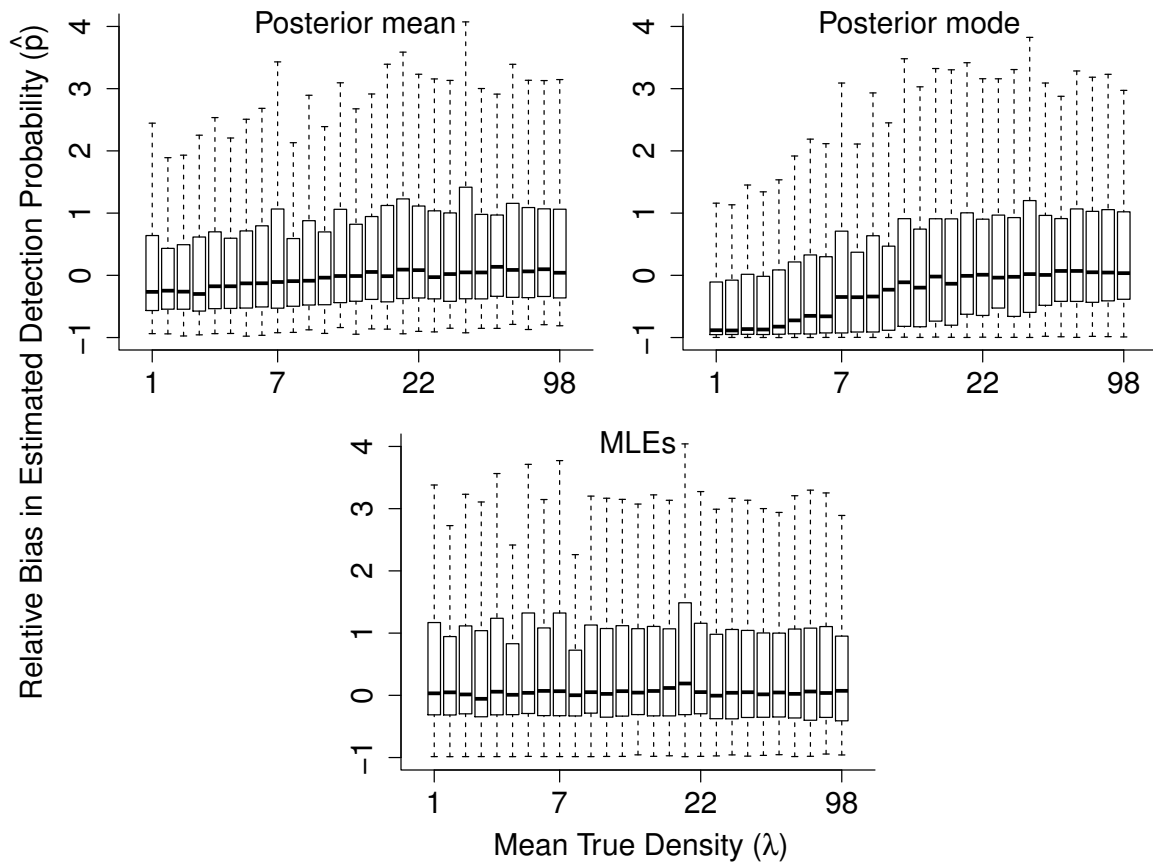 Relative Bias in Estimated Detection Probability (p̂)
Posterior mean
4
3
2
1
0
−1
1 7 22 98
Posterior mode
4
3
2
1
0
−1
1 7 22 98
MLEs
4
3
2
1
0
−1
1 7 22 98
Mean True Density (λ)